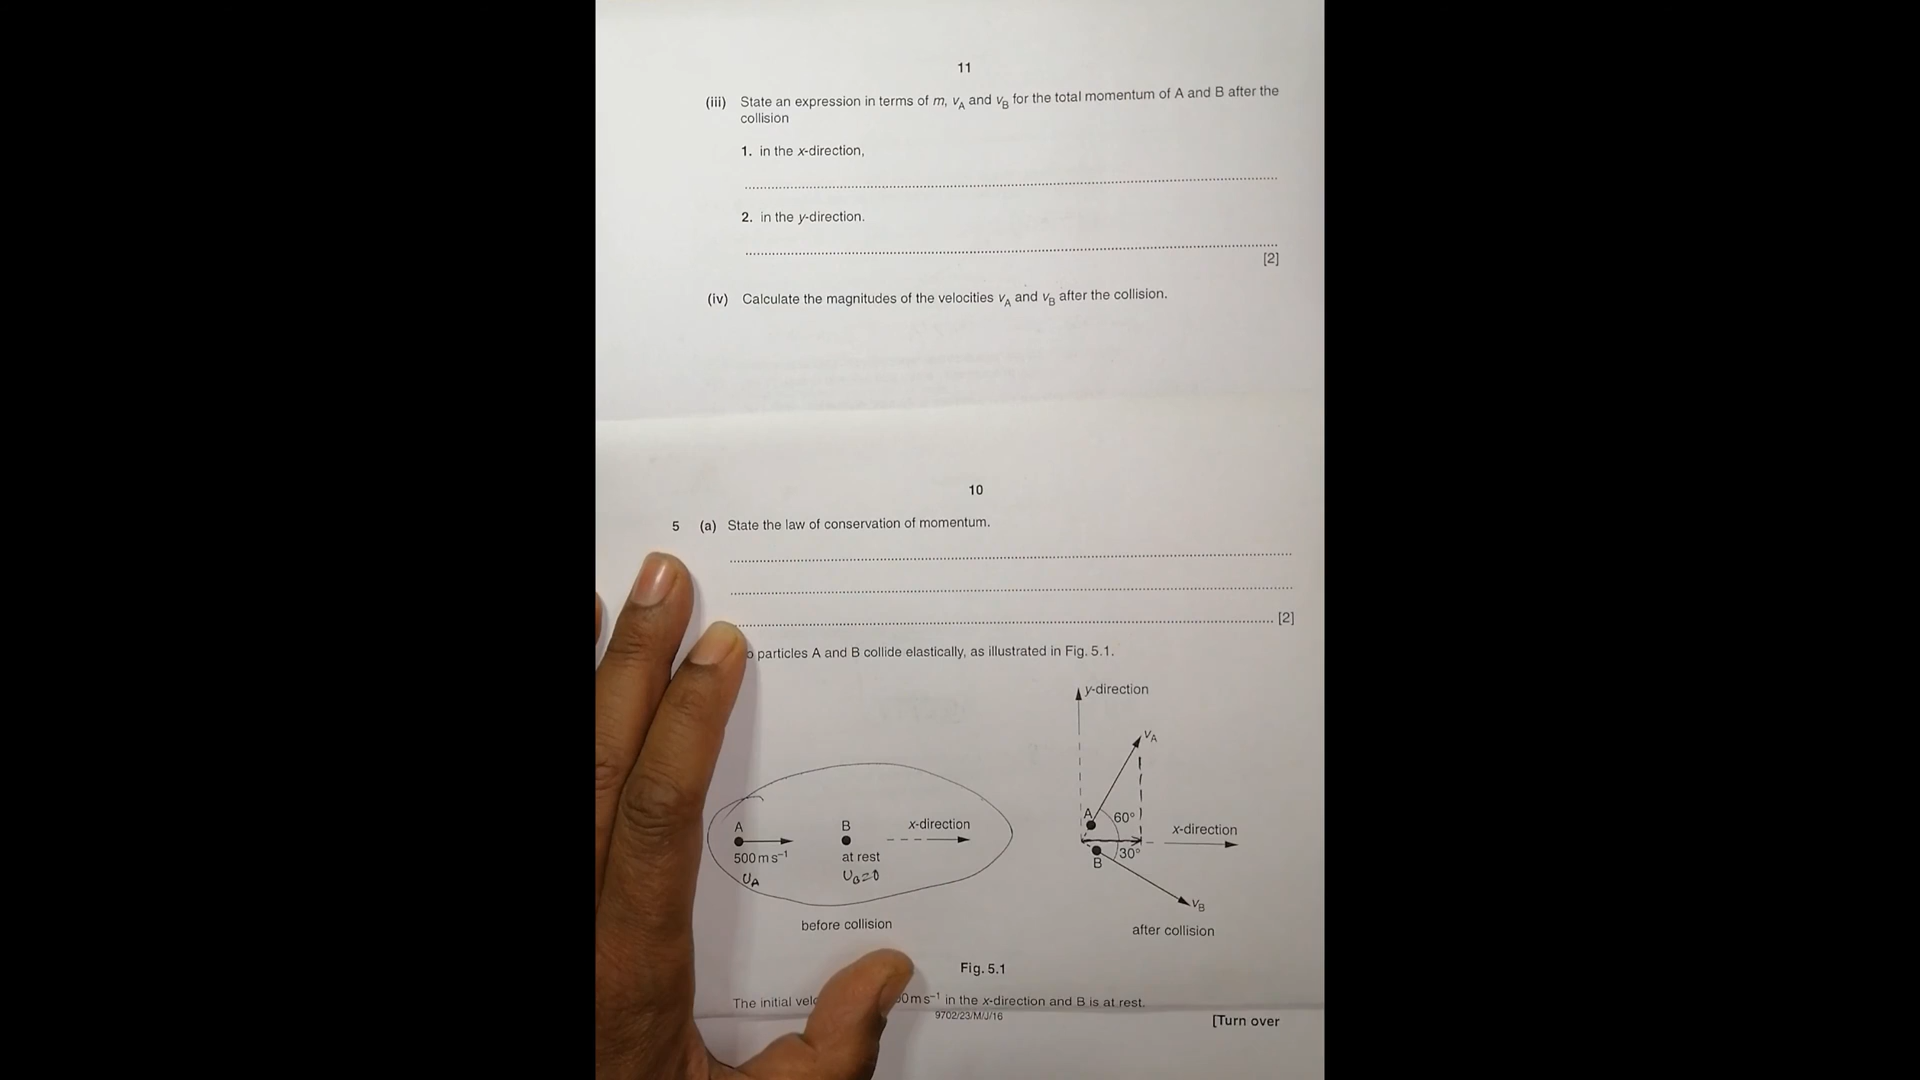 11
(iii) State an expression in terms of m, vA and vB for the total momentum of A and B after the
collision
1. in the x-direction,
2. in the y-direction.
[2]
(iv) Calculate the magnitudes of the velocities vA and vB after the collision.
10
5 (a) State the law of conservation of momentum.
[2]
particles A and B collide elastically, as illustrated in Fig. 5.1.
y-direction
vA
A
60°
x-direction
30°
B
vB
after collision
A
B
x-direction
500 m s⁻¹
at rest
UA
UB=0
before collision
Fig. 5.1
The initial 0 m s⁻¹ in the x-direction and B is at rest.
9702/23/M/J/16
[Turn over